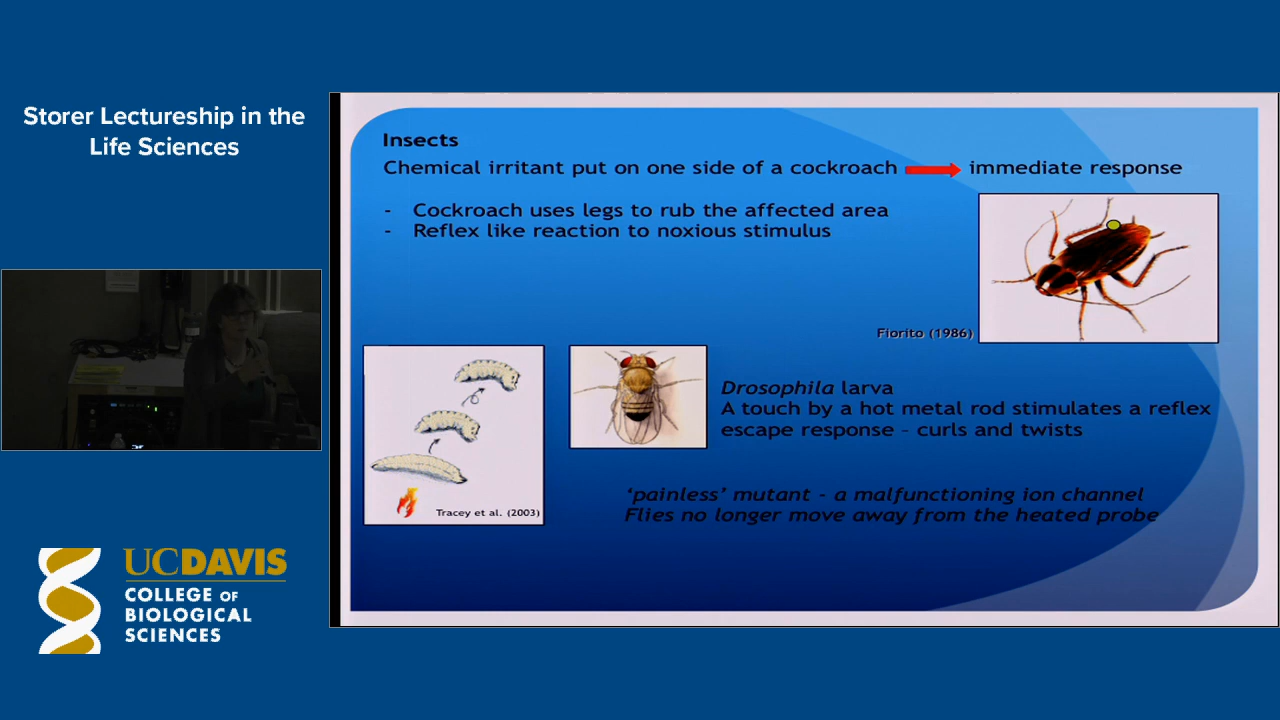 Storer Lectureship in the
Life Sciences
Insects
Chemical irritant put on one side of a cockroach immediate response
- Cockroach uses legs to rub the affected area
- Reflex like reaction to noxious stimulus
Fiorito (1986)
Drosophila larva
A touch by a hot metal rod stimulates a reflex
escape response – curls and twists
Tracey et al. (2003)
‘painless’ mutant - a malfunctioning ion channel
Flies no longer move away from the heated probe
UCDAVIS
COLLEGE OF
BIOLOGICAL
SCIENCES